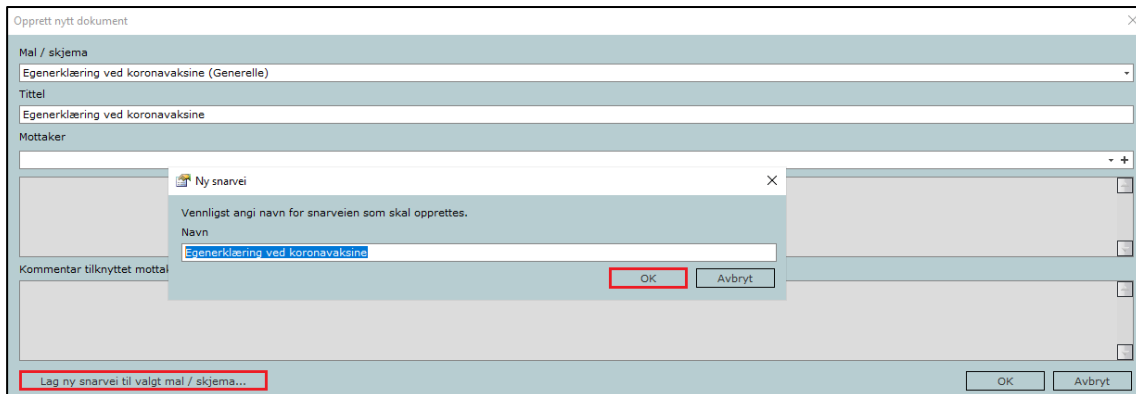 Opprett nytt dokument
Mal / skjema
Egenerklæring ved koronavaksine (Generelle)
Tittel
Egenerklæring ved koronavaksine
Mottaker
Ny snarvei
Vennligst angi navn for snarveien som skal opprettes.
Navn
Egenerklæring ved koronavaksine
OK Avbryt
Kommentar tilknyttet
Lag ny snarvei til valgt mal / skjema...
OK Avbryt